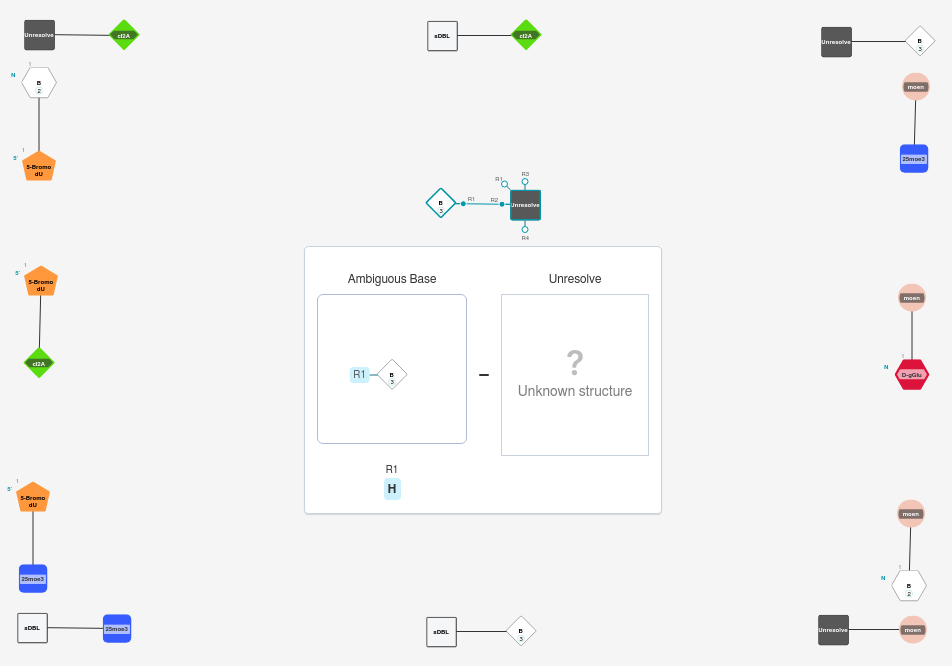 Unresolve
cl2A
sDBL
cl2A
Unresolve
B
3
1
N
B
2
1
5'
5-Bromo
dU
moen
25moe3
B
3
R1
R2
R1
R3
Unresolve
R4
Ambiguous Base
Unresolve
R1
B
3
?
Unknown structure
R1
H
1
5'
5-Bromo
dU
cl2A
moen
1
N
D-gGlu
1
5'
5-Bromo
dU
25moe3
moen
1
N
B
2
sDBL
25moe3
sDBL
B
3
Unresolve
moen